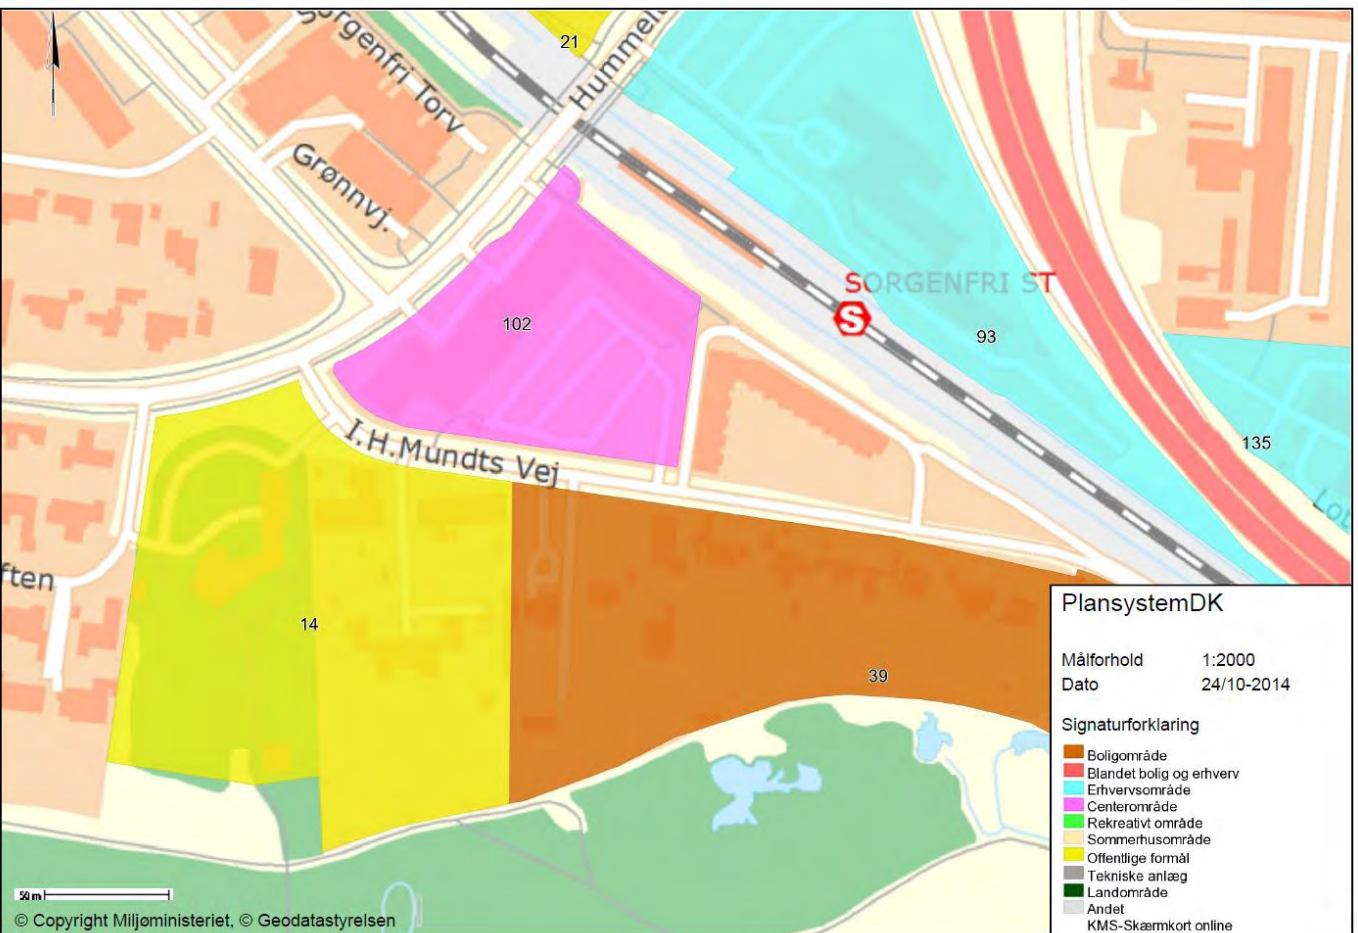 21
Sorgenfri Torv
Grønnvj.
102
SORGENFRI ST
S
93
135
I.H.Mundts Vej
14
39
PlansystemDK
Målforhold 1:2000
Dato 24/10-2014
Signaturforklaring
Boligområde
Blandet bolig og erhverv
Erhvervsområde
Centerområde
Rekreativt område
Sommerhusområde
Offentlige formål
Tekniske anlæg
Landområde
Andet
KMS-Skærmkort online
50 m
© Copyright Miljøministeriet, © Geodatastyrelsen